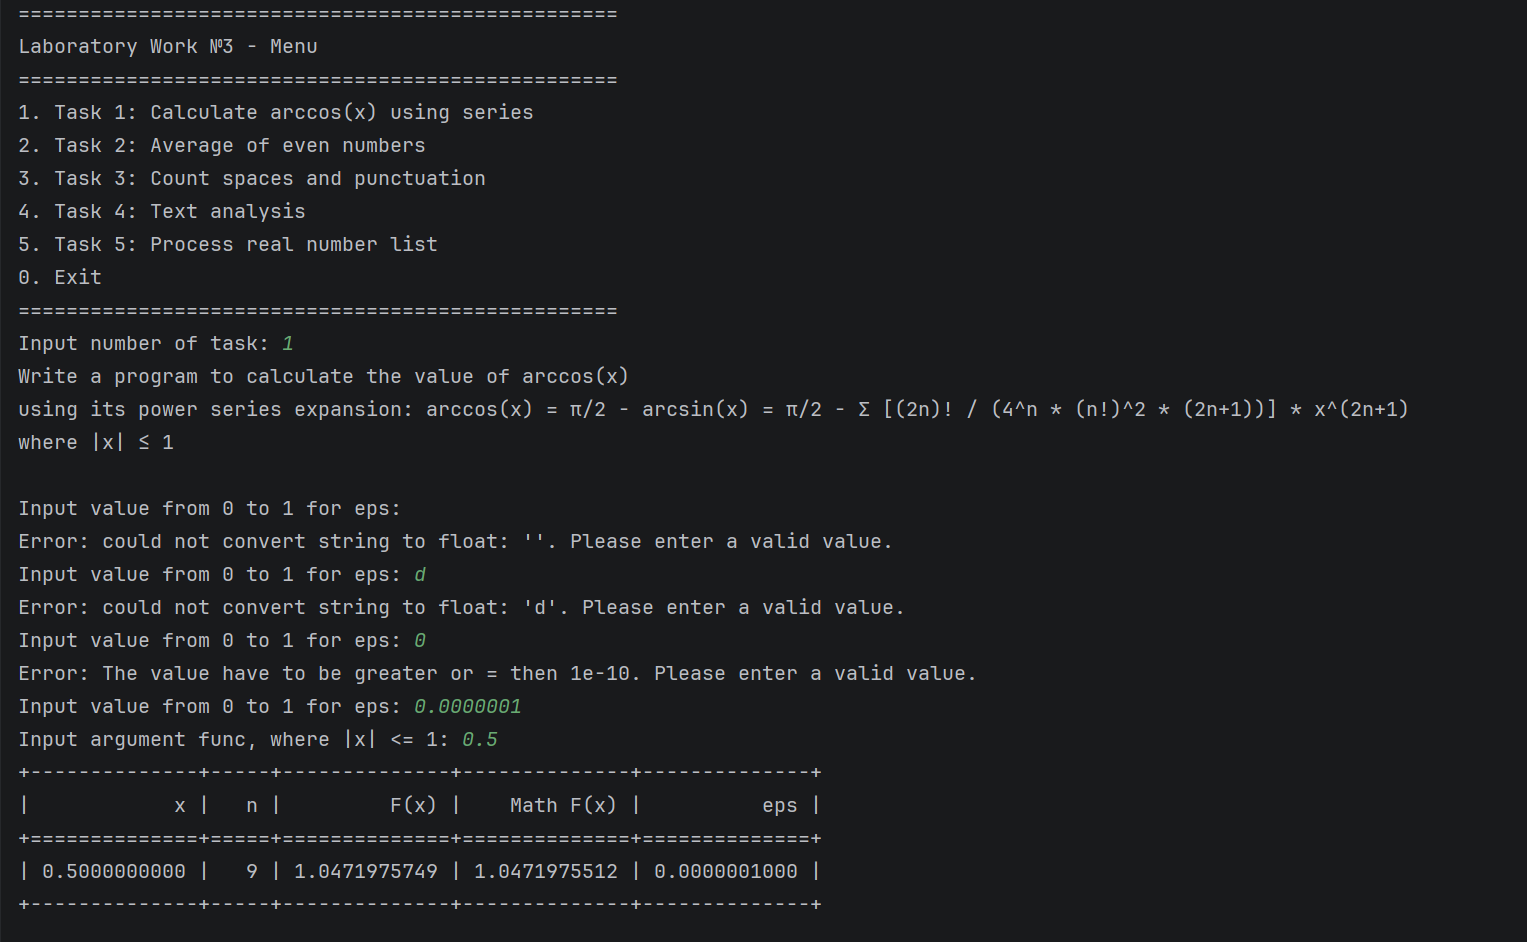 ==================================================
Laboratory Work №3 - Menu
==================================================
1. Task 1: Calculate arccos(x) using series
2. Task 2: Average of even numbers
3. Task 3: Count spaces and punctuation
4. Task 4: Text analysis
5. Task 5: Process real number list
0. Exit
==================================================
Input number of task: 1
Write a program to calculate the value of arccos(x)
using its power series expansion: arccos(x) = π/2 - arcsin(x) = π/2 - Σ [(2n)! / (4^n * (n!)^2 * (2n+1))] * x^(2n+1)
where |x| ≤ 1

Input value from 0 to 1 for eps:
Error: could not convert string to float: ''. Please enter a valid value.
Input value from 0 to 1 for eps: d
Error: could not convert string to float: 'd'. Please enter a valid value.
Input value from 0 to 1 for eps: 0
Error: The value have to be greater or = then 1e-10. Please enter a valid value.
Input value from 0 to 1 for eps: 0.0000001
Input argument func, where |x| <= 1: 0.5
+--------------+-----+--------------+--------------+--------------+
|            x |   n |         F(x) |    Math F(x) |          eps |
+==============+=====+==============+==============+==============+
| 0.5000000000 |   9 | 1.0471975749 | 1.0471975512 | 0.0000001000 |
+--------------+-----+--------------+--------------+--------------+